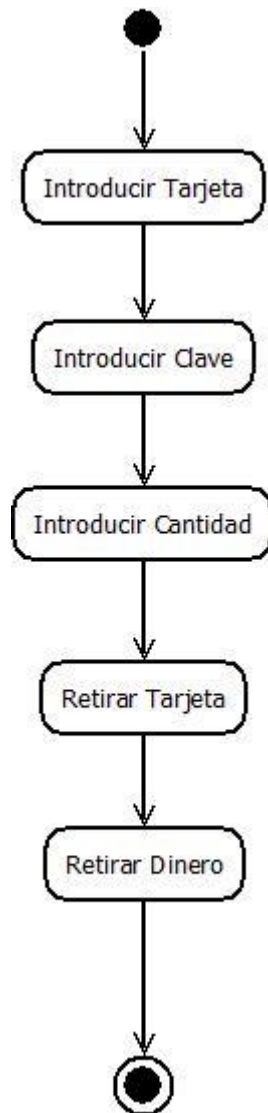 Introducir Tarjeta
Introducir Clave
Introducir Cantidad
Retirar Tarjeta
Retirar Dinero